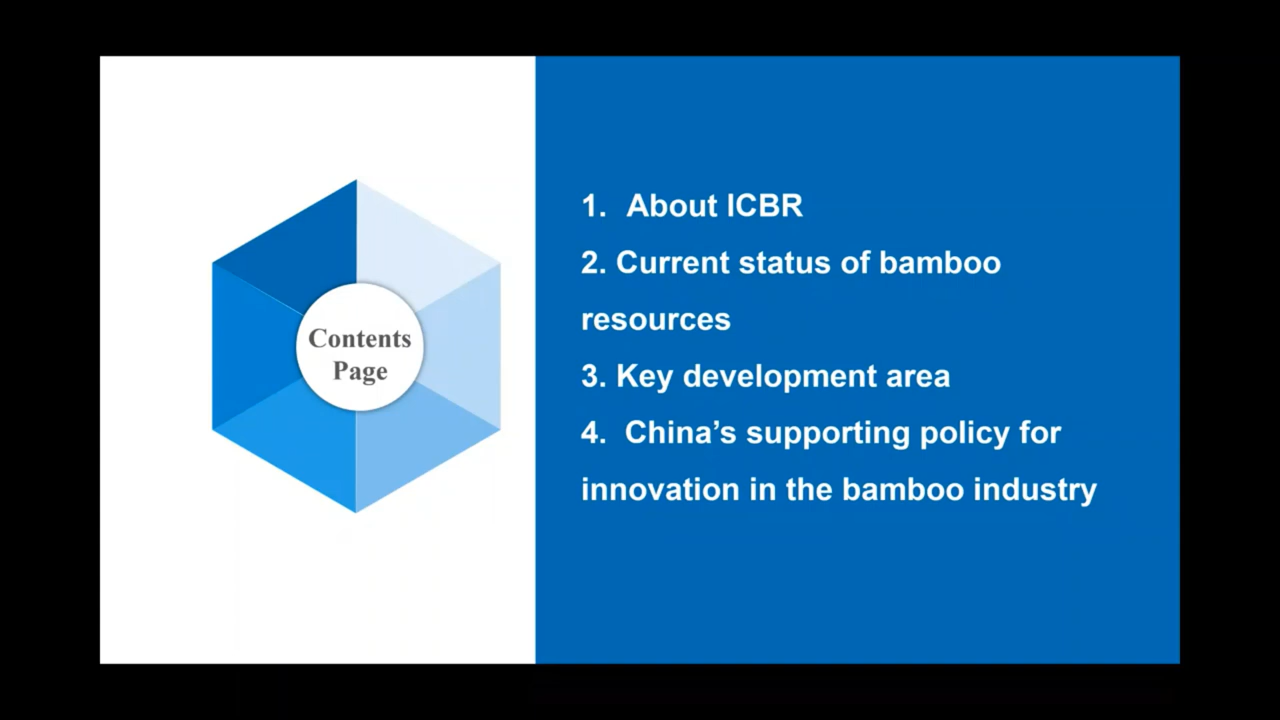 Contents
Page
1. About ICBR
2. Current status of bamboo
resources
3. Key development area
4. China’s supporting policy for
innovation in the bamboo industry